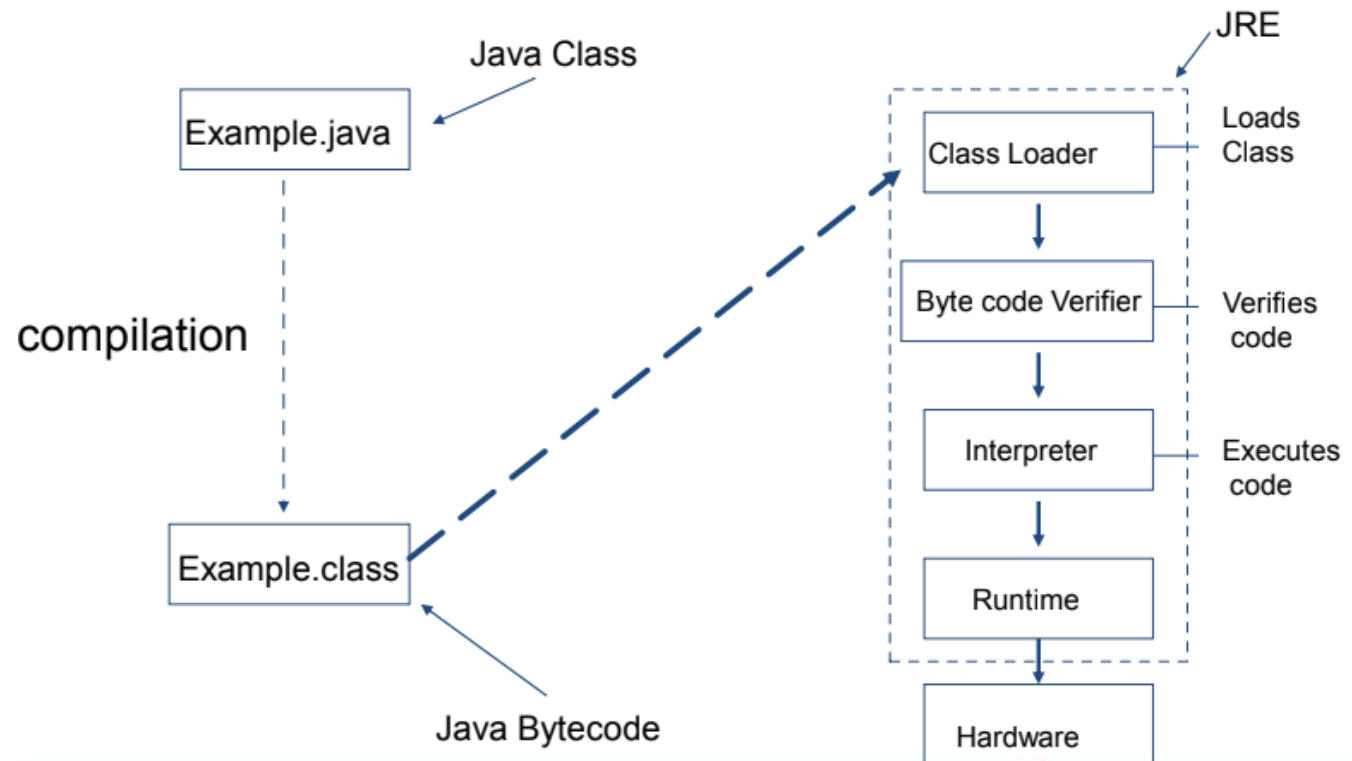 JRE
Java Class
Example.java
compilation
Example.class
Java Bytecode
Class Loader
Loads
Class
Byte code Verifier
Verifies
code
Interpreter
Executes
code
Runtime
Hardware